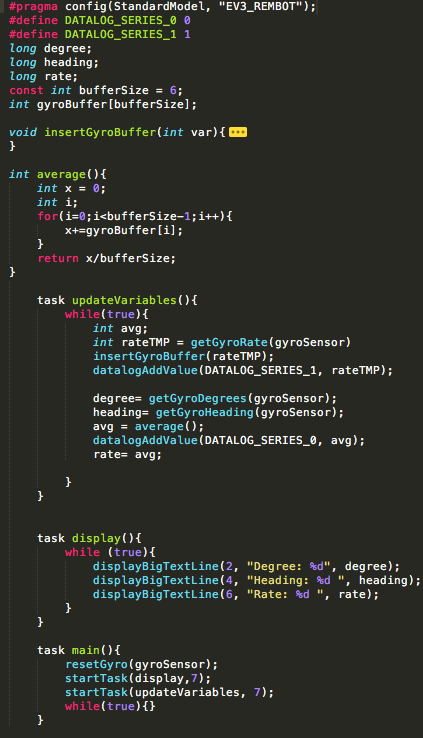 #pragma config(StandardModel, "EV3_REMBOT");
#define DATALOG_SERIES_0 0
#define DATALOG_SERIES_1 1
long degree;
long heading;
long rate;
const int bufferSize = 6;
int gyroBuffer[bufferSize];
void insertGyroBuffer(int var){
}
int average(){
int x = 0;
int i;
for(i=0;i<bufferSize-1;i++){
x+=gyroBuffer[i];
}
return x/bufferSize;
}
task updateVariables(){
while(true){
int avg;
int rateTMP = getGyroRate(gyroSensor)
insertGyroBuffer(rateTMP);
datalogAddValue(DATALOG_SERIES_1, rateTMP);
degree= getGyroDegrees(gyroSensor);
heading= getGyroHeading(gyroSensor);
avg = average();
datalogAddValue(DATALOG_SERIES_0, avg);
rate= avg;
}
}
task display(){
while (true){
displayBigTextLine(2, "Degree: %d", degree);
displayBigTextLine(4, "Heading: %d ", heading);
displayBigTextLine(6, "Rate: %d ", rate);
}
}
task main(){
resetGyro(gyroSensor);
startTask(display,7);
startTask(updateVariables, 7);
while(true){}
}